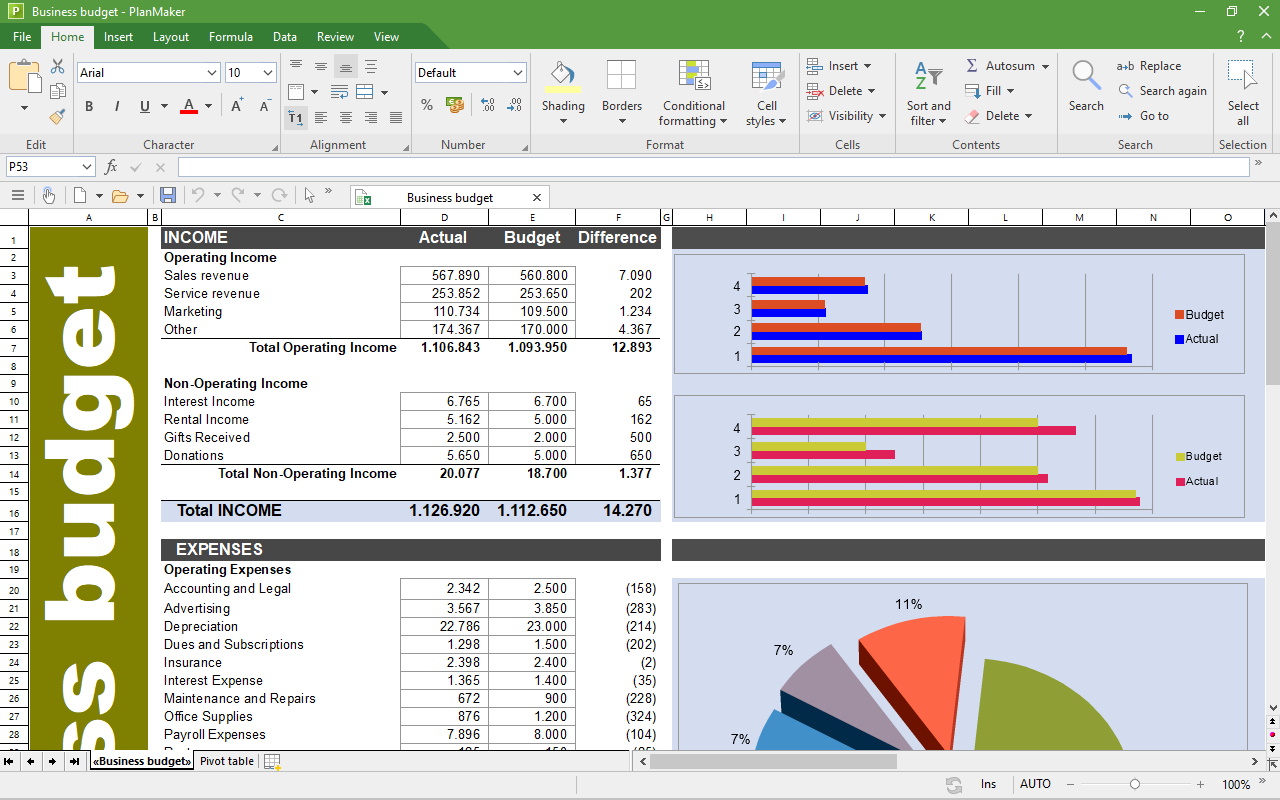 Business budget - PlanMaker
File Home Insert Layout Formula Data Review View ?
Arial 10 Default Insert Autosum a+b Replace
B I U A A A % Shading Borders Conditional formatting Cell styles Delete Fill Search Search again Select all
T1 Sort and filter Visibility Delete Go to
Edit Character Alignment Number Format Cells Contents Search Selection
P53 fx
Business budget
A B C D E F G H I J K L M N O
1 INCOME Actual Budget Difference
2 Operating Income
3 Sales revenue 567.890 560.800 7.090
4 Service revenue 253.852 253.650 202
5 Marketing 110.734 109.500 1.234
6 Other 174.367 170.000 4.367
7 Total Operating Income 1.106.843 1.093.950 12.893
8
9 Non-Operating Income
10 Interest Income 6.765 6.700 65
11 Rental Income 5.162 5.000 162
12 Gifts Received 2.500 2.000 500
13 Donations 5.650 5.000 650
14 Total Non-Operating Income 20.077 18.700 1.377
15
16 Total INCOME 1.126.920 1.112.650 14.270
17
18 EXPENSES
19 Operating Expenses
20 Accounting and Legal 2.342 2.500 (158)
21 Advertising 3.567 3.850 (283)
22 Depreciation 22.786 23.000 (214)
23 Dues and Subscriptions 1.298 1.500 (202)
24 Insurance 2.398 2.400 (2)
25 Interest Expense 1.365 1.400 (35)
26 Maintenance and Repairs 672 900 (228)
27 Office Supplies 876 1.200 (324)
28 Payroll Expenses 7.896 8.000 (104)
ss budget
4
3
2
1
Budget
Actual
4
3
2
1
Budget
Actual
11%
7%
7%
«Business budget» Pivot table
Ins AUTO 100%